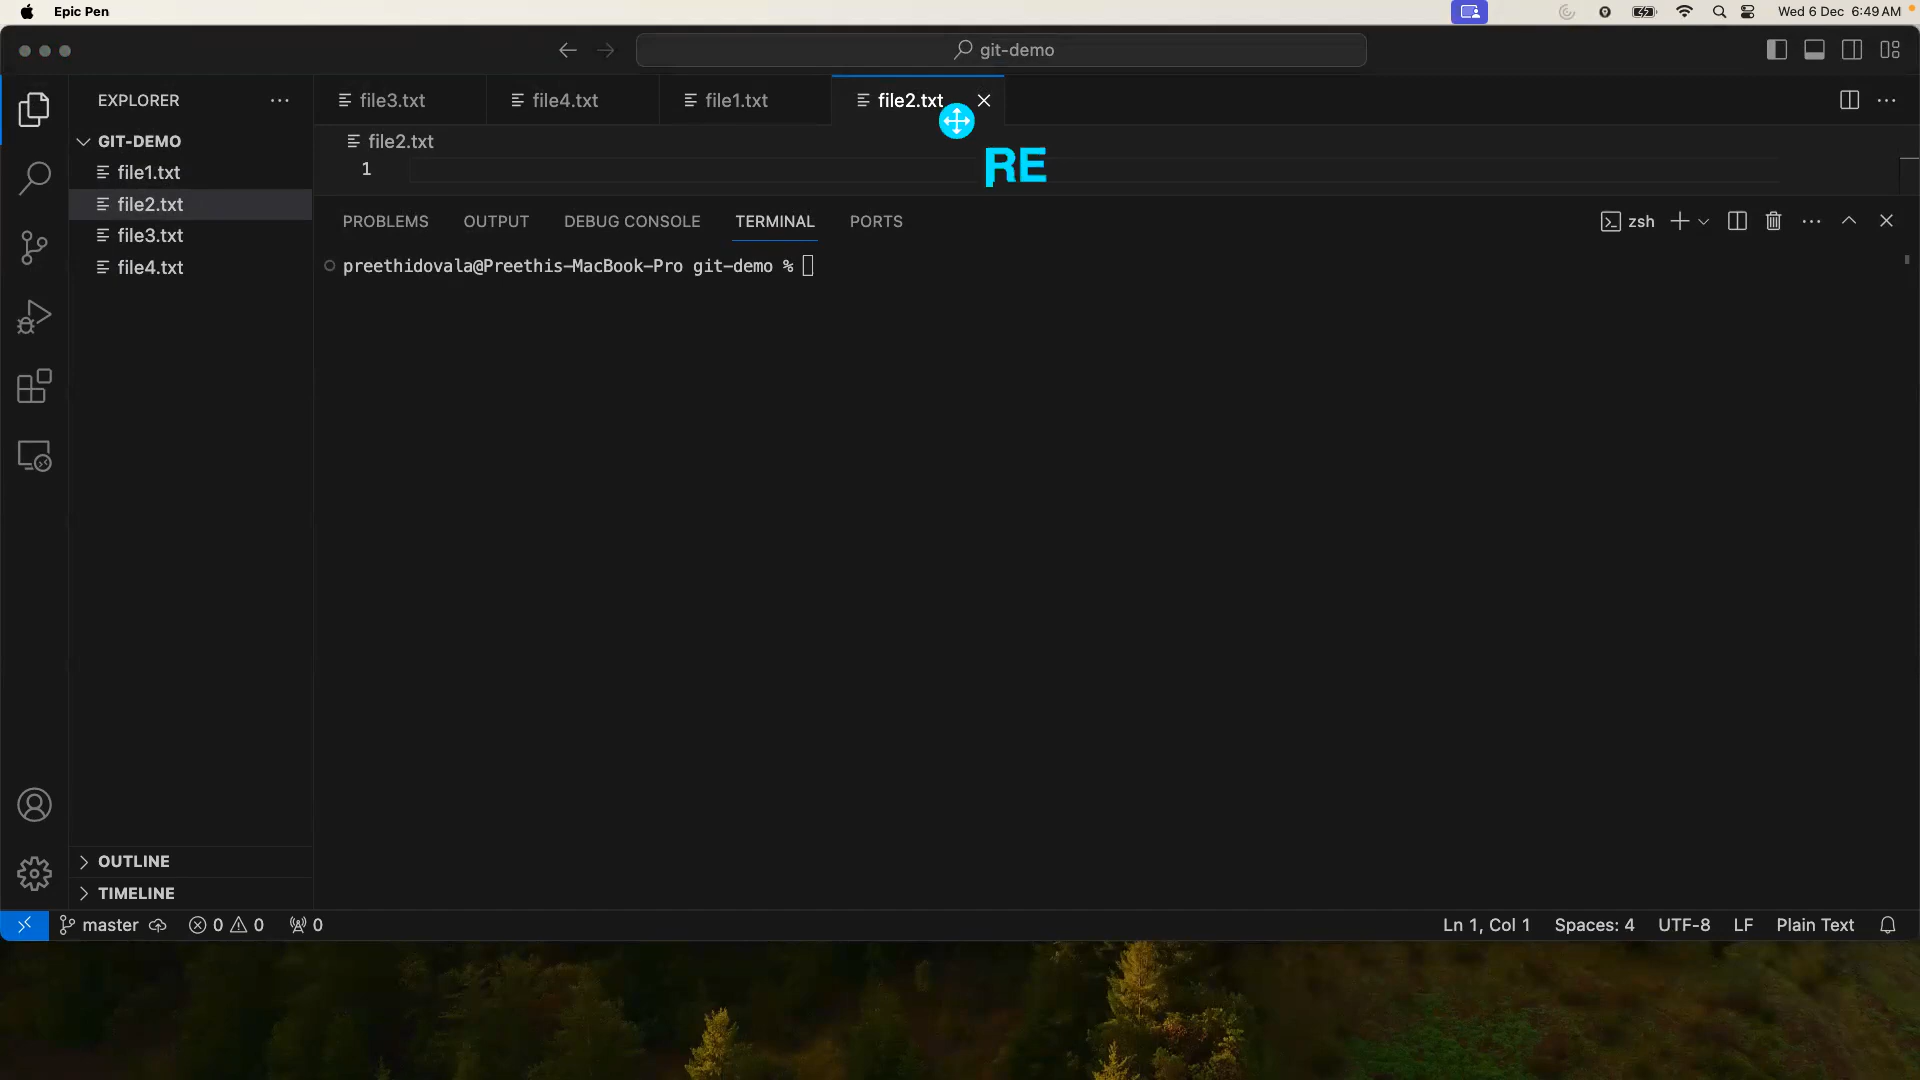 Epic Pen
Wed 6 Dec 6:49 AM
git-demo
EXPLORER
file3.txt
file4.txt
file1.txt
file2.txt
GIT-DEMO
file1.txt
file2.txt
file3.txt
file4.txt
file2.txt
1
RE
PROBLEMS
OUTPUT
DEBUG CONSOLE
TERMINAL
PORTS
zsh
preethidovala@Preethis-MacBook-Pro git-demo %
OUTLINE
TIMELINE
master
0
0
0
Ln 1, Col 1
Spaces: 4
UTF-8
LF
Plain Text